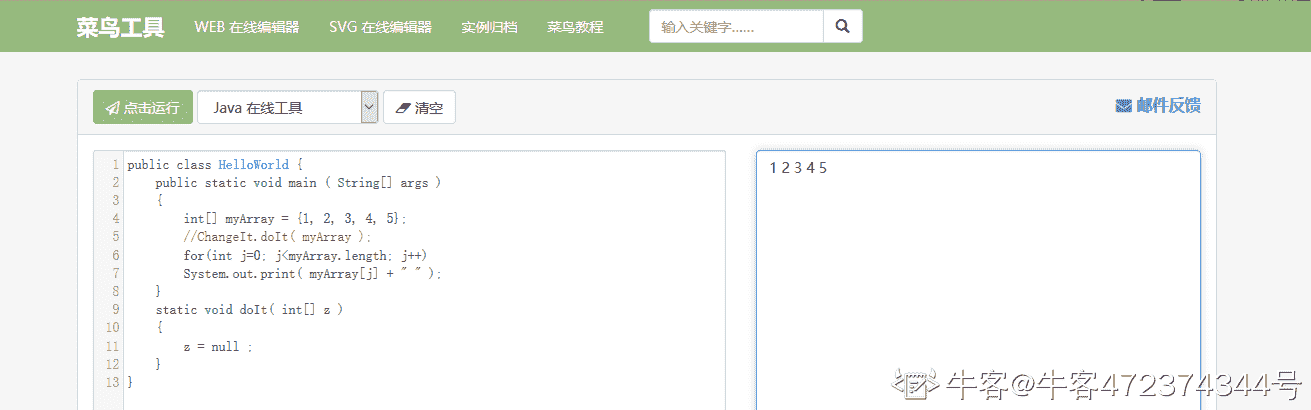 菜鸟工具 WEB 在线编辑器 SVG 在线编辑器 实例归档 菜鸟教程 输入关键字......
点击运行 Java 在线工具 清空 邮件反馈
1 public class HelloWorld {
2 public static void main ( String[] args )
3 {
4 int[] myArray = {1, 2, 3, 4, 5};
5 //ChangeIt.doIt( myArray );
6 for(int j=0; j<myArray.length; j++)
7 System.out.print( myArray[j] + " " );
8 }
9 static void doIt( int[] z )
10 {
11 z = null ;
12 }
13 }
1 2 3 4 5
牛客@牛客472374344号